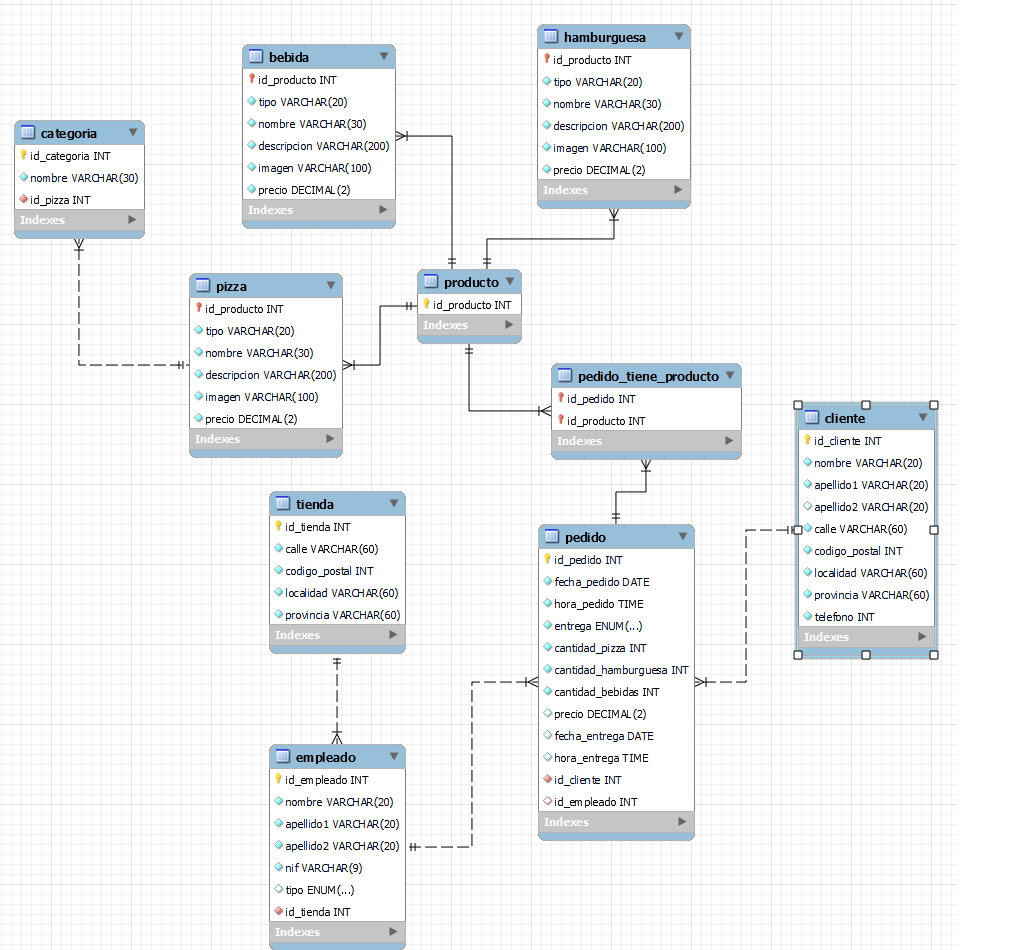 hamburguesa
id_producto INT
tipo VARCHAR(20)
nombre VARCHAR(30)
descripcion VARCHAR(200)
imagen VARCHAR(100)
precio DECIMAL(2)
Indexes
bebida
id_producto INT
tipo VARCHAR(20)
nombre VARCHAR(30)
descripcion VARCHAR(200)
imagen VARCHAR(100)
precio DECIMAL(2)
Indexes
categoria
id_categoria INT
nombre VARCHAR(30)
id_pizza INT
Indexes
pizza
id_producto INT
tipo VARCHAR(20)
nombre VARCHAR(30)
descripcion VARCHAR(200)
imagen VARCHAR(100)
precio DECIMAL(2)
Indexes
producto
id_producto INT
Indexes
pedido_tiene_producto
id_pedido INT
id_producto INT
Indexes
cliente
id_cliente INT
nombre VARCHAR(20)
apellido1 VARCHAR(20)
apellido2 VARCHAR(20)
calle VARCHAR(60)
codigo_postal INT
localidad VARCHAR(60)
provincia VARCHAR(60)
telefono INT
Indexes
tienda
id_tienda INT
calle VARCHAR(60)
codigo_postal INT
localidad VARCHAR(60)
provincia VARCHAR(60)
Indexes
pedido
id_pedido INT
fecha_pedido DATE
hora_pedido TIME
entrega ENUM(...)
cantidad_pizza INT
cantidad_hamburguesa INT
cantidad_bebidas INT
precio DECIMAL(2)
fecha_entrega DATE
hora_entrega TIME
id_cliente INT
id_empleado INT
Indexes
empleado
id_empleado INT
nombre VARCHAR(20)
apellido1 VARCHAR(20)
apellido2 VARCHAR(20)
nif VARCHAR(9)
tipo ENUM(...)
id_tienda INT
Indexes